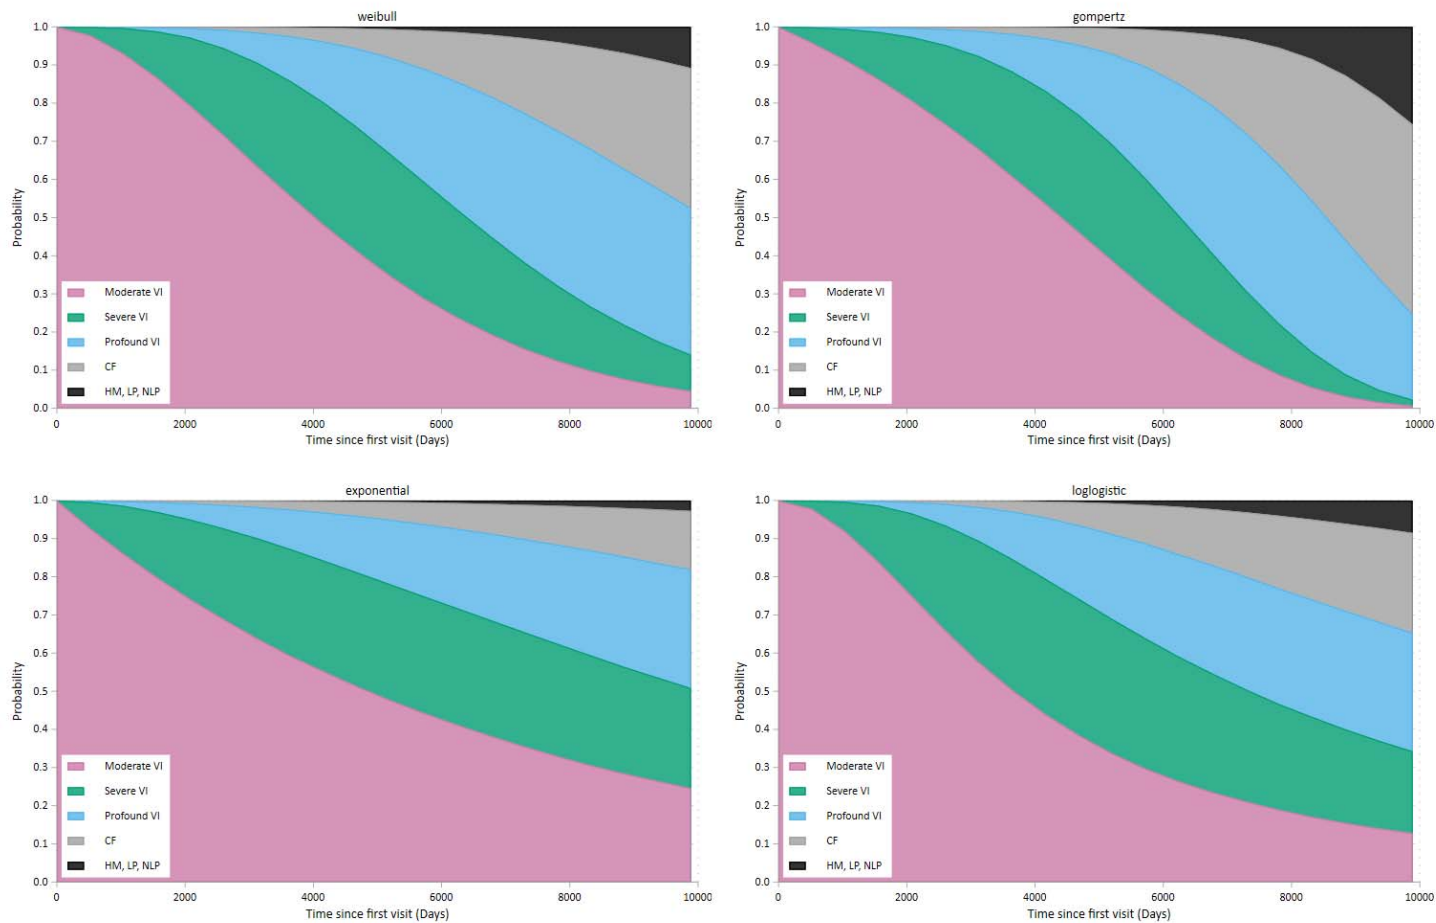 weibull
1.0
0.9
0.8
0.7
0.6
0.5
0.4
0.3
0.2
0.1
0.0
Probability
Moderate VI
Severe VI
Profound VI
CF
HM, LP, NLP
0 2000 4000 6000 8000 10000
Time since first visit (Days)
gompertz
1.0
0.9
0.8
0.7
0.6
0.5
0.4
0.3
0.2
0.1
0.0
Probability
Moderate VI
Severe VI
Profound VI
CF
HM, LP, NLP
0 2000 4000 6000 8000 10000
Time since first visit (Days)
exponential
1.0
0.9
0.8
0.7
0.6
0.5
0.4
0.3
0.2
0.1
0.0
Probability
Moderate VI
Severe VI
Profound VI
CF
HM, LP, NLP
0 2000 4000 6000 8000 10000
Time since first visit (Days)
loglogistic
1.0
0.9
0.8
0.7
0.6
0.5
0.4
0.3
0.2
0.1
0.0
Probability
Moderate VI
Severe VI
Profound VI
CF
HM, LP, NLP
0 2000 4000 6000 8000 10000
Time since first visit (Days)